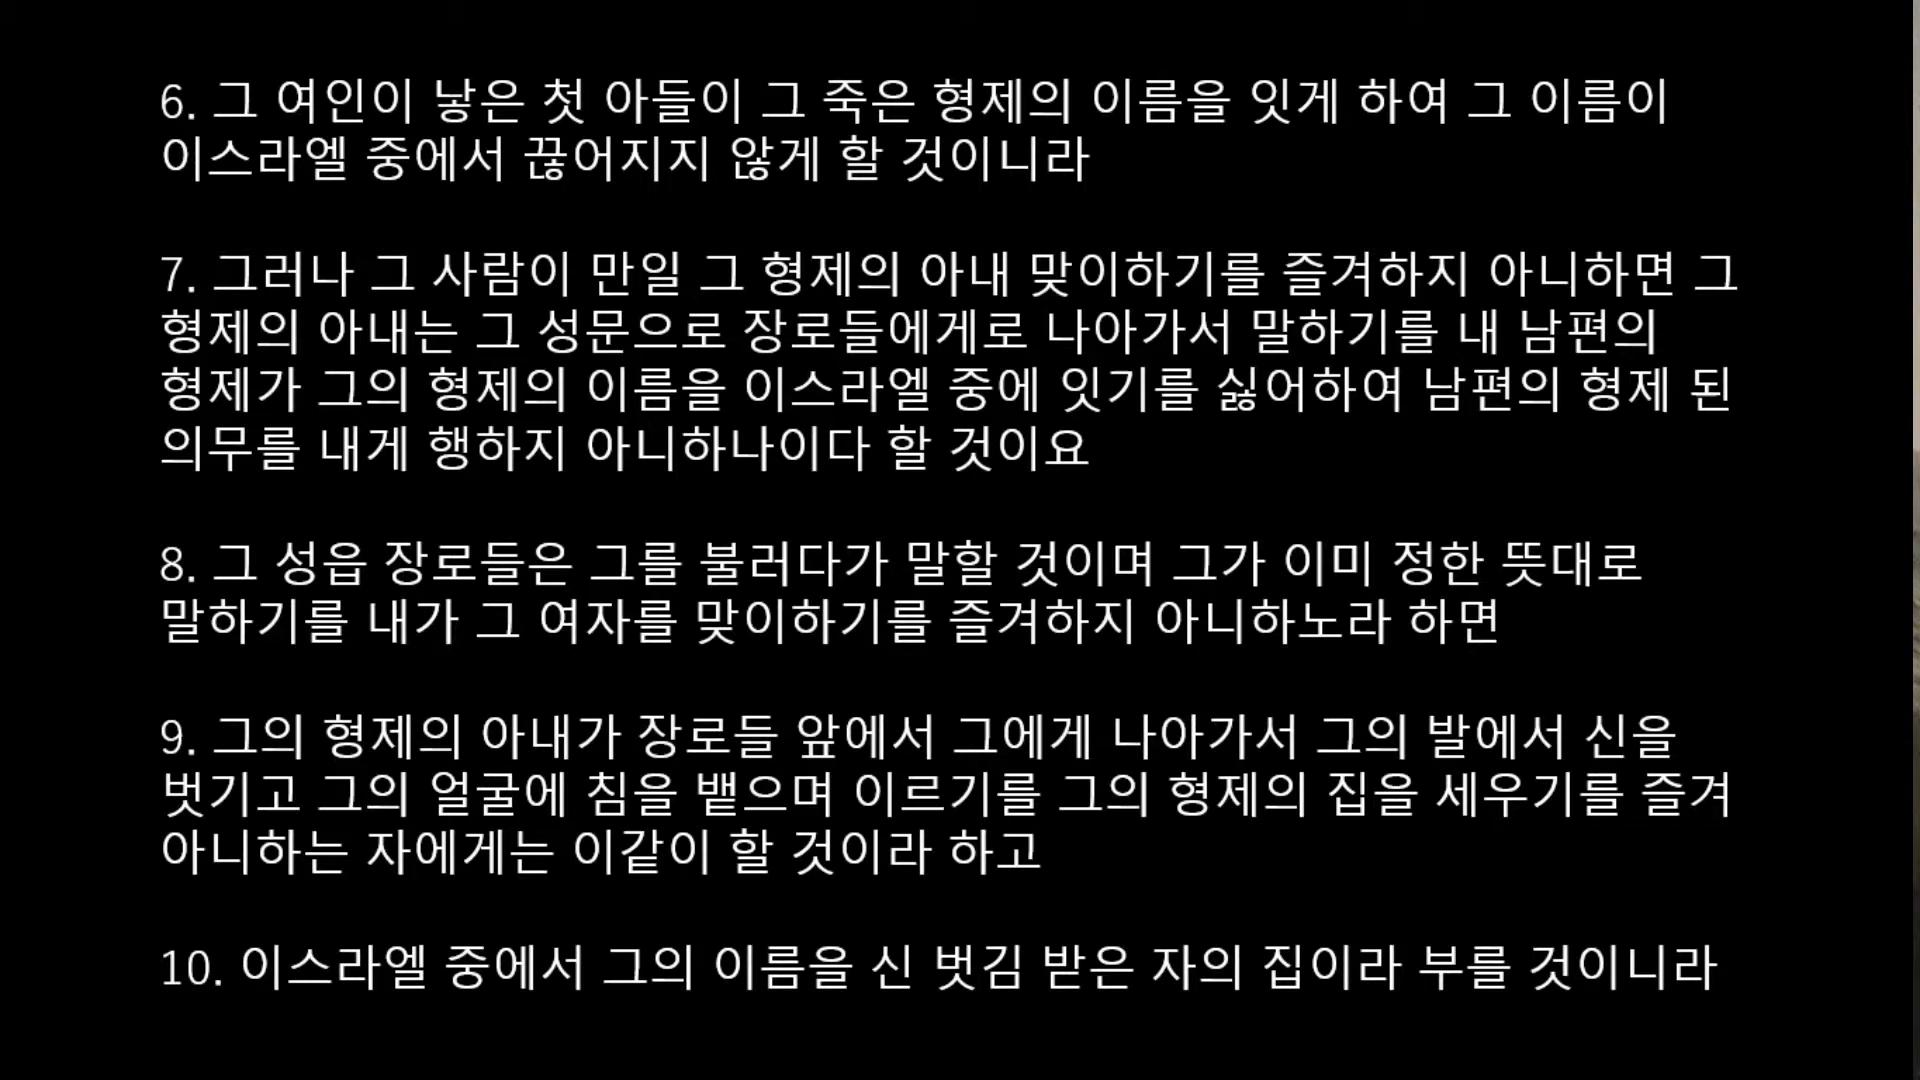 6. 그 여인이 낳은 첫 아들이 그 죽은 형제의 이름을 잇게 하여 그 이름이
이스라엘 중에서 끊어지지 않게 할 것이니라
7. 그러나 그 사람이 만일 그 형제의 아내 맞이하기를 즐겨하지 아니하면 그
형제의 아내는 그 성문으로 장로들에게로 나아가서 말하기를 내 남편의
형제가 그의 형제의 이름을 이스라엘 중에 잇기를 싫어하여 남편의 형제 된
의무를 내게 행하지 아니하나이다 할 것이요
8. 그 성읍 장로들은 그를 불러다가 말할 것이며 그가 이미 정한 뜻대로
말하기를 내가 그 여자를 맞이하기를 즐겨하지 아니하노라 하면
9. 그의 형제의 아내가 장로들 앞에서 그에게 나아가서 그의 발에서 신을
벗기고 그의 얼굴에 침을 뱉으며 이르기를 그의 형제의 집을 세우기를 즐겨
아니하는 자에게는 이같이 할 것이라 하고
10. 이스라엘 중에서 그의 이름을 신 벗김 받은 자의 집이라 부를 것이니라